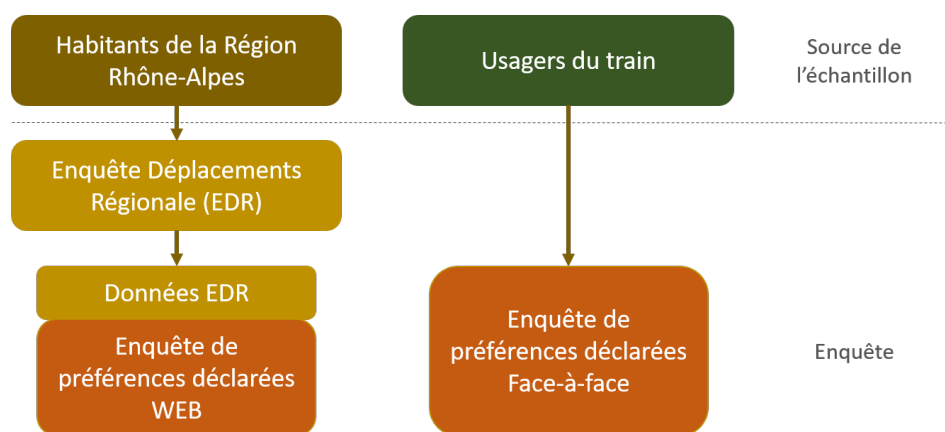 Habitants de la Région
Rhône-Alpes
Usagers du train
Source de
l’échantillon
Enquête Déplacements
Régionale (EDR)
Données EDR
Enquête de
préférences déclarées
WEB
Enquête de
préférences déclarées
Face-à-face
Enquête